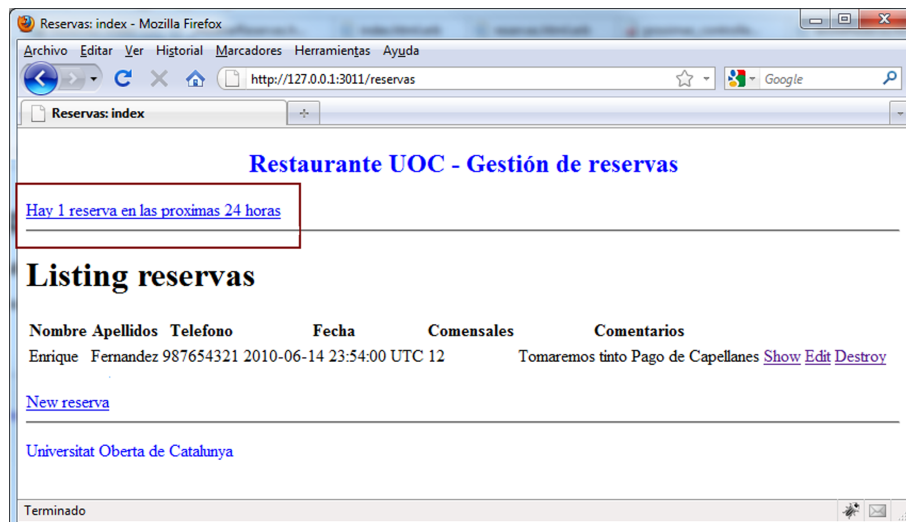 Reservas: index - Mozilla Firefox
Archivo Editar Ver Historial Marcadores Herramientas Ayuda
http://127.0.0.1:3011/reservas
Google
Reservas: index
Restaurante UOC - Gestión de reservas
Hay 1 reserva en las proximas 24 horas
Listing reservas
Nombre Apellidos Telefono Fecha Comensales Comentarios
Enrique Fernandez 987654321 2010-06-14 23:54:00 UTC 12 Tomaremos tinto Pago de Capellanes Show Edit Destroy
New reserva
Universitat Oberta de Catalunya
Terminado